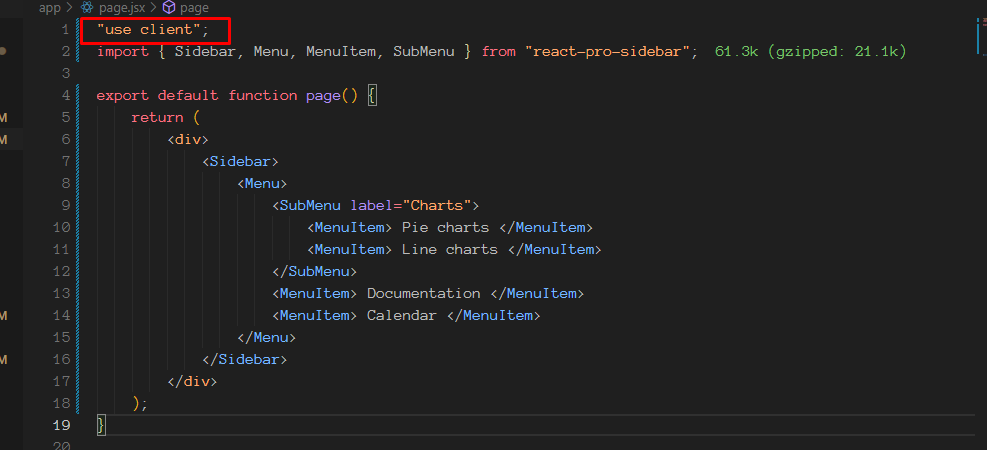 app > page.jsx > page
1 "use client";
2 import { Sidebar, Menu, MenuItem, SubMenu } from "react-pro-sidebar"; 61.3k (gzipped: 21.1k)
3
4 export default function page() {
5 return (
M 6 <div>
7 <Sidebar>
8 <Menu>
9 <SubMenu label="Charts">
10 <MenuItem> Pie charts </MenuItem>
11 <MenuItem> Line charts </MenuItem>
12 </SubMenu>
13 <MenuItem> Documentation </MenuItem>
M 14 <MenuItem> Calendar </MenuItem>
15 </Menu>
M 16 </Sidebar>
17 </div>
18 );
19 }
20